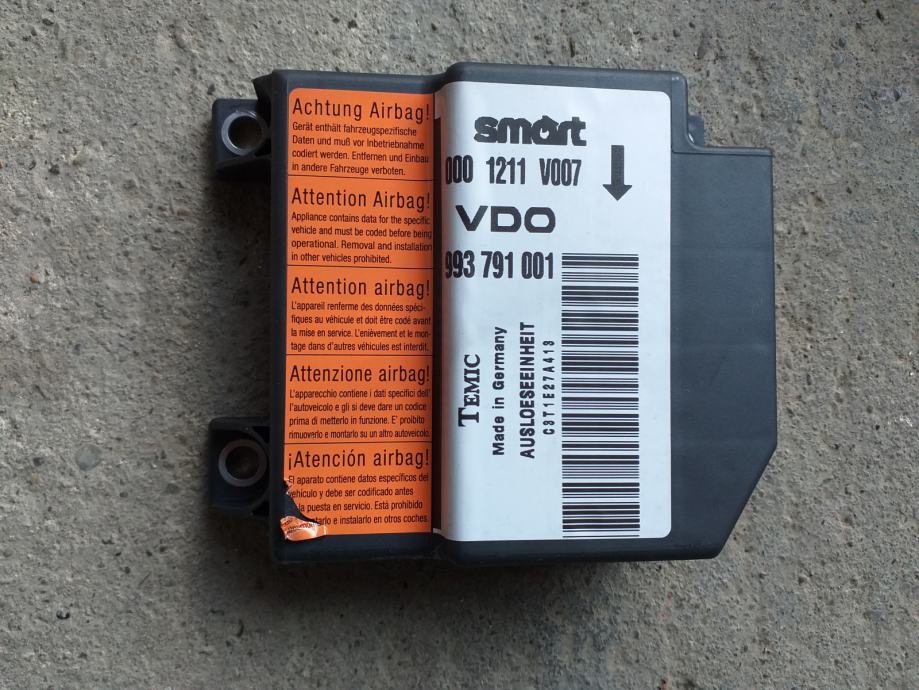 Achtung Airbag!
Gerät enthält fahrzeugspezifische
Daten und muß vor Inbetriebnahme
codiert werden. Entfernen und Einbau
in andere Fahrzeuge verboten.
Attention Airbag!
Appliance contains data for the specific
vehicle and must be coded before being
operational. Removal and installation
in other vehicles prohibited.
Attention airbag!
L'appareil renferme des données spéci-
fiques au véhicule et doit être codé avant
la mise en service. L'enièvement et le mon-
tage dans d'autres véhicules est interdit.
Attenzione airbag!
L'apparecchio contiene i dati specifici dell'
l'autoveicolo e gli si deve dare un codice
prima di metterlo in funzione. E' proibito
rimuoverlo e montarlo su un altro autoveicolo.
¡Atención airbag!
El aparato contiene datos específicos del
vehículo y debe ser codificado antes
la puesta en servicio. Está prohibido
e instalarlo en otros coches.
smart
000 1211 V007
VDO
993 791 001
TEMIC
Made in Germany
AUSLOESEEINHEIT
C3T1E27A413